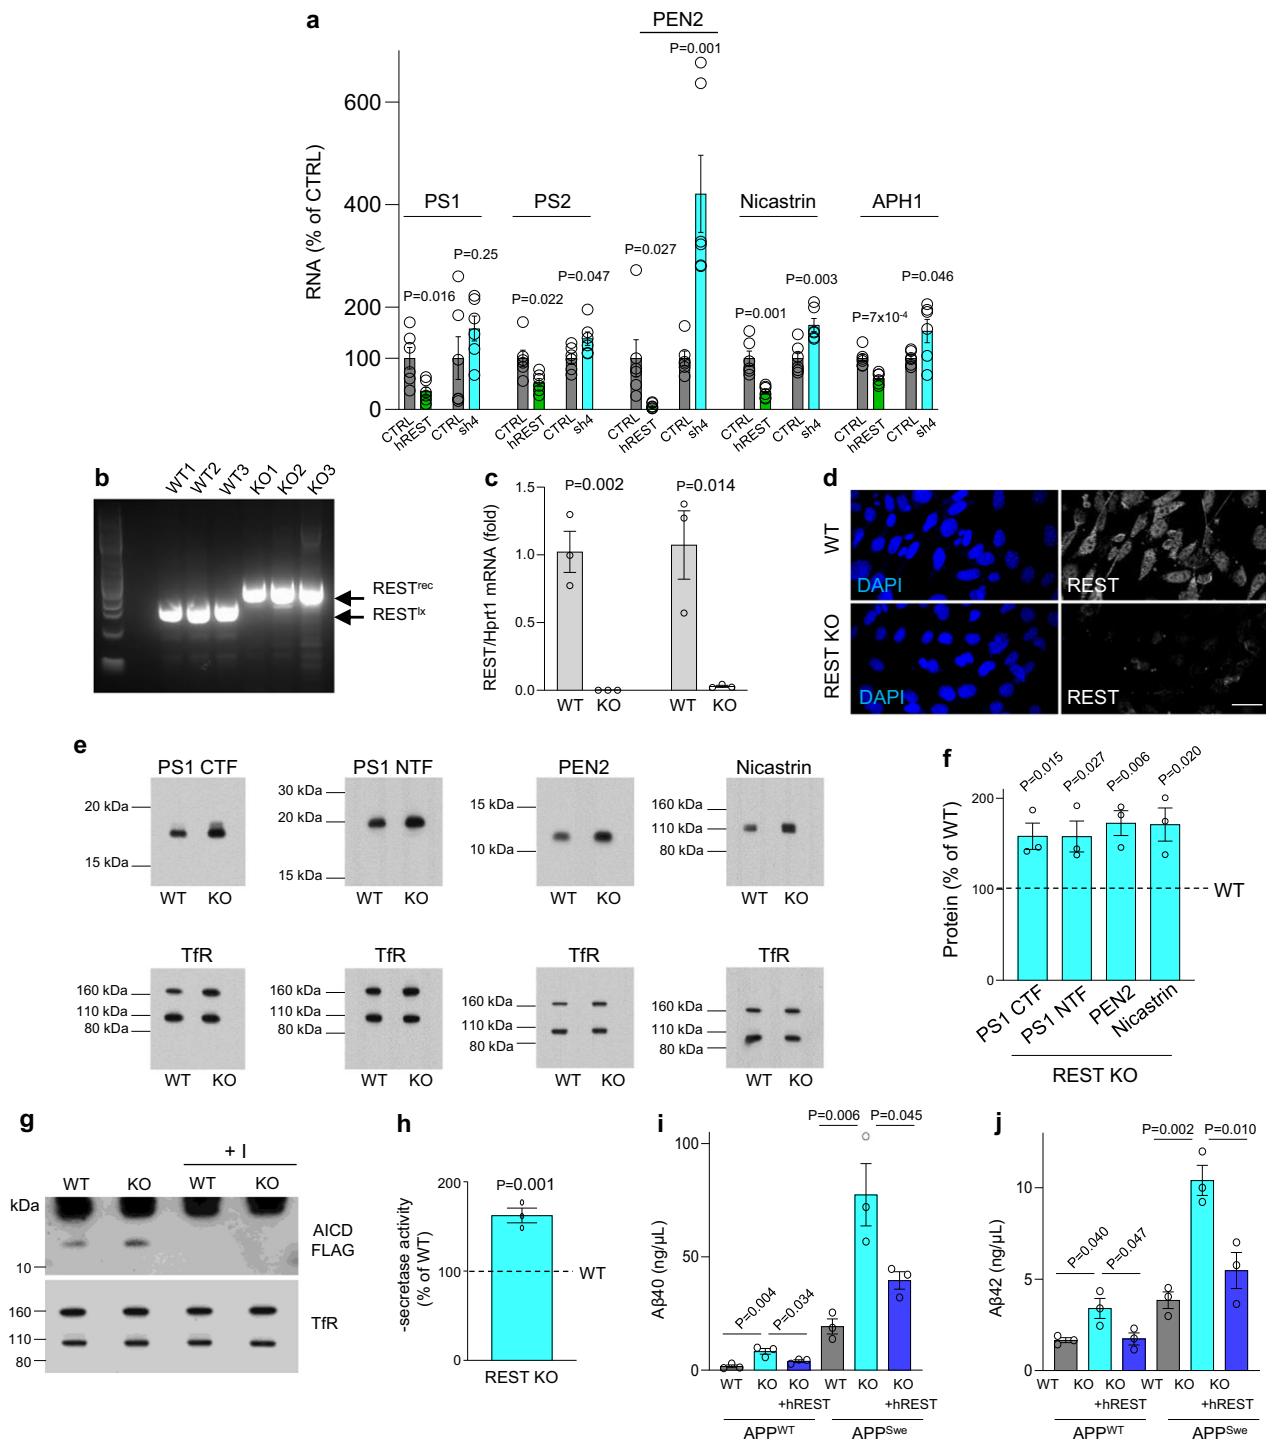 a
PEN2
P=0.001
RNA (% of CTRL)
600
400
200
100
0
PS1
PS2
Nicastrin
APH1
P=0.016
P=0.25
P=0.022
P=0.047
P=0.027
P=0.001
P=0.003
P=7x10⁻⁴
P=0.046
CTRL hREST CTRL sh4 CTRL hREST CTRL sh4 CTRL hREST CTRL sh4 CTRL hREST CTRL sh4 CTRL hREST CTRL sh4
b
WT1 WT2 WT3 KO1 KO2 KO3
RESTrec
RESTlx
c
REST/Hprt1 mRNA (fold)
1.5
1.0
0.5
0.0
P=0.002
P=0.014
WT KO WT KO
d
WT
DAPI
REST
REST KO
DAPI
REST
e
PS1 CTF
20 kDa
15 kDa
WT KO
PS1 NTF
30 kDa
20 kDa
15 kDa
WT KO
PEN2
15 kDa
10 kDa
WT KO
Nicastrin
160 kDa
110 kDa
80 kDa
WT KO
TfR
160 kDa
110 kDa
80 kDa
WT KO
TfR
160 kDa
110 kDa
80 kDa
WT KO
TfR
160 kDa
110 kDa
80 kDa
WT KO
TfR
160 kDa
110 kDa
80 kDa
WT KO
f
Protein (% of WT)
200
100
0
P=0.015
P=0.027
P=0.006
P=0.020
WT
PS1 CTF
PS1 NTF
PEN2
Nicastrin
REST KO
g
+ I
WT KO WT KO
kDa
10
AICD
FLAG
160
110
80
TfR
h
-secretase activity
(% of WT)
200
100
0
P=0.001
WT
REST KO
i
Aβ40 (ng/µL)
100
50
0
P=0.004
P=0.034
P=0.006
P=0.045
WT KO KO WT KO KO
+hREST +hREST
APPWT APPSwe
j
Aβ42 (ng/µL)
10
5
0
P=0.040
P=0.047
P=0.002
P=0.010
WT KO KO WT KO KO
+hREST +hREST
APPWT APPSwe